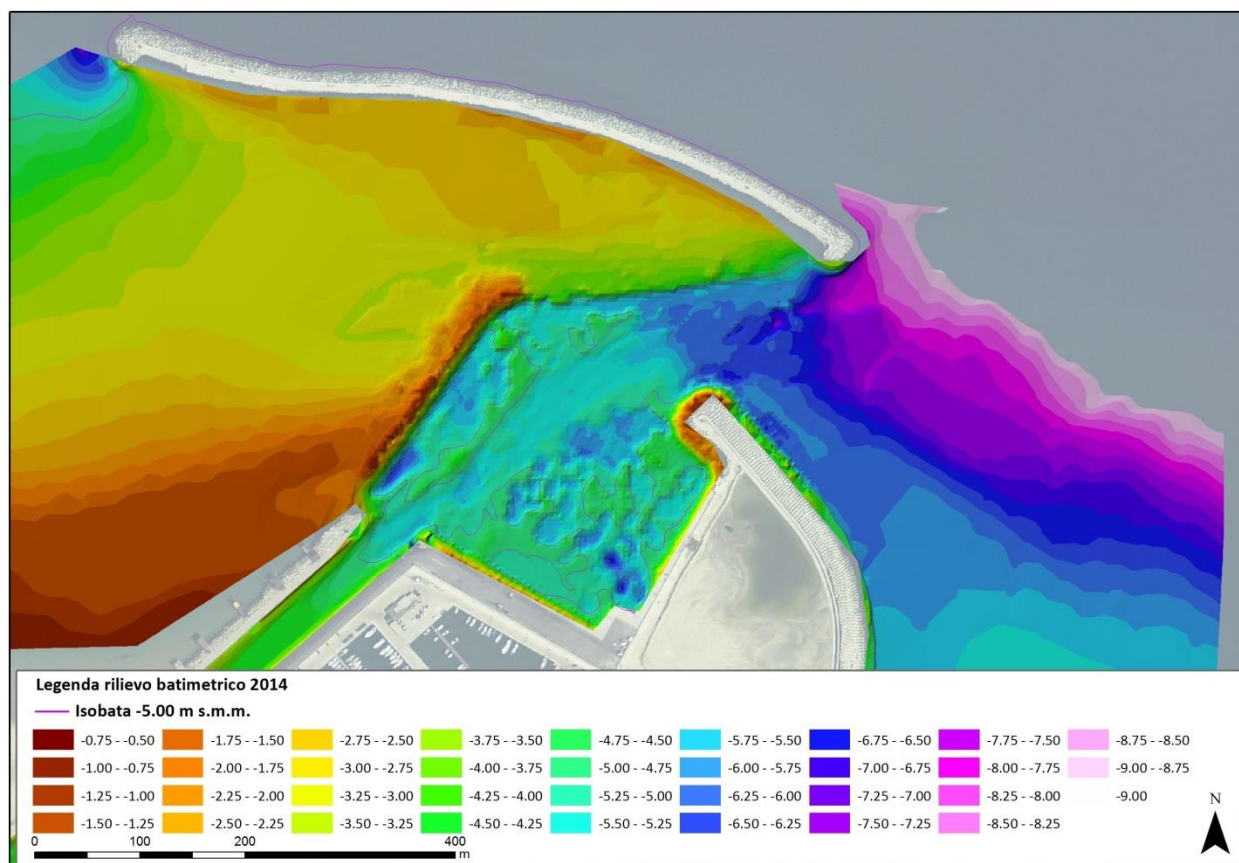 Legenda rilievo batimetrico 2014
Isobata -5.00 m s.m.m.
-0.75 - -0.50 -1.75 - -1.50 -2.75 - -2.50 -3.75 - -3.50 -4.75 - -4.50 -5.75 - -5.50 -6.75 - -6.50 -7.75 - -7.50 -8.75 - -8.50
-1.00 - -0.75 -2.00 - -1.75 -3.00 - -2.75 -4.00 - -3.75 -5.00 - -4.75 -6.00 - -5.75 -7.00 - -6.75 -8.00 - -7.75 -9.00 - -8.75
-1.25 - -1.00 -2.25 - -2.00 -3.25 - -3.00 -4.25 - -4.00 -5.25 - -5.00 -6.25 - -6.00 -7.25 - -7.00 -8.25 - -8.00 -9.00
-1.50 - -1.25 -2.50 - -2.25 -3.50 - -3.25 -4.50 - -4.25 -5.50 - -5.25 -6.50 - -6.25 -7.50 - -7.25 -8.50 - -8.25
N
0 200 400
m